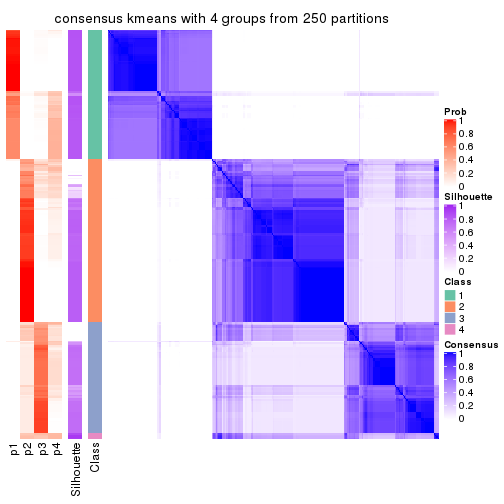 consensus kmeans with 4 groups from 250 partitions
Prob
1
0.8
0.6
0.4
0.2
0
Silhouette
1
0.8
0.6
0.4
0.2
0
Class
1
2
3
4
Consensus
1
0.8
0.6
0.4
0.2
0
p1
p2
p3
p4
Silhouette
Class